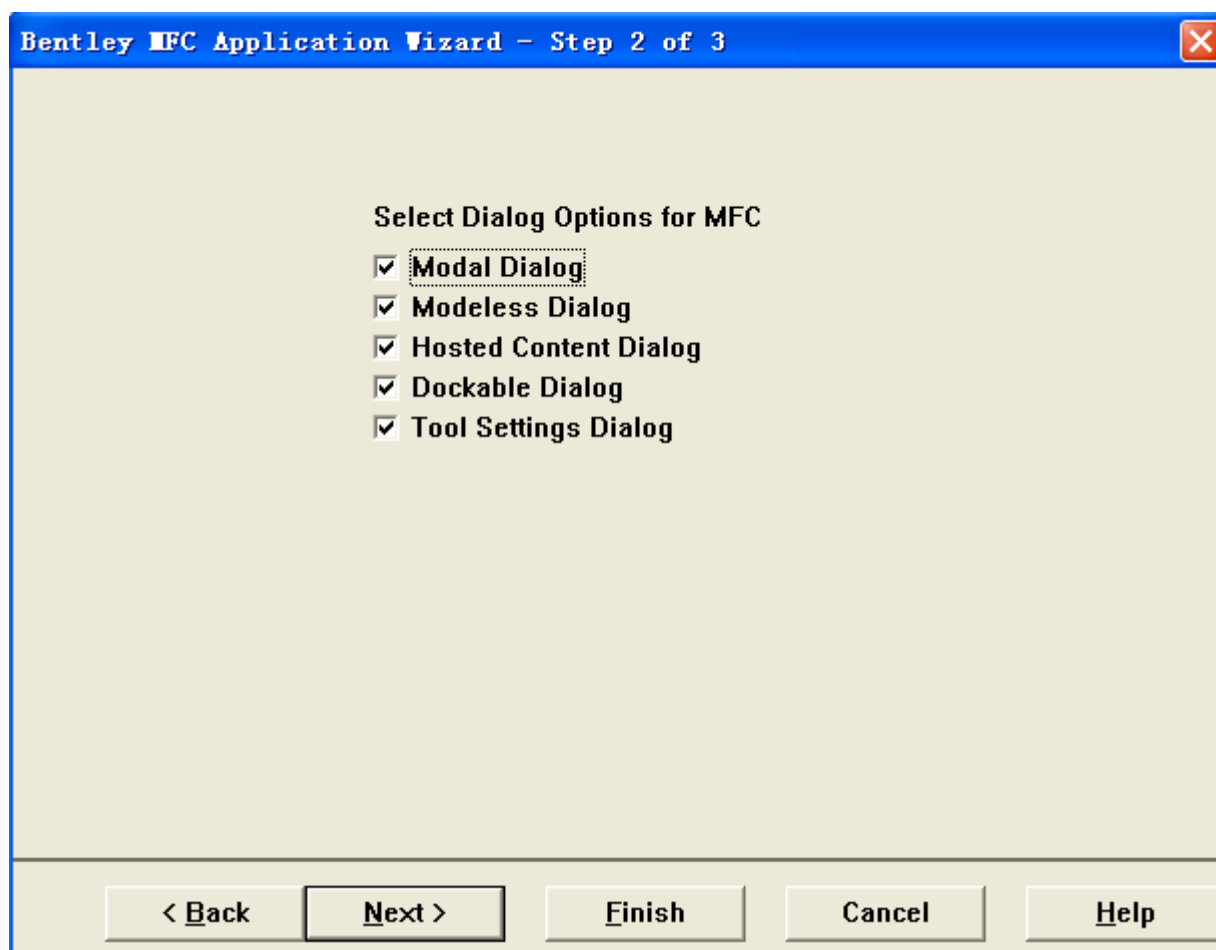 Bentley MFC Application Wizard - Step 2 of 3
Select Dialog Options for MFC
Modal Dialog
Modeless Dialog
Hosted Content Dialog
Dockable Dialog
Tool Settings Dialog
< Back Next > Finish Cancel Help